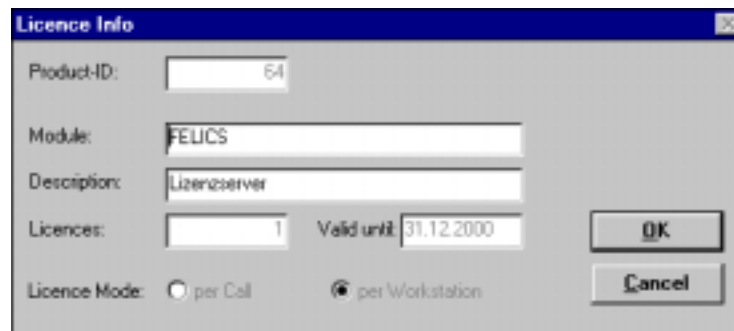 Licence Info
Product-ID: 64
Module: FELICS
Description: Lizenzserver
Licences: 1 Valid until: 31.12.2000 OK
Licence Mode: per Call per Workstation Cancel